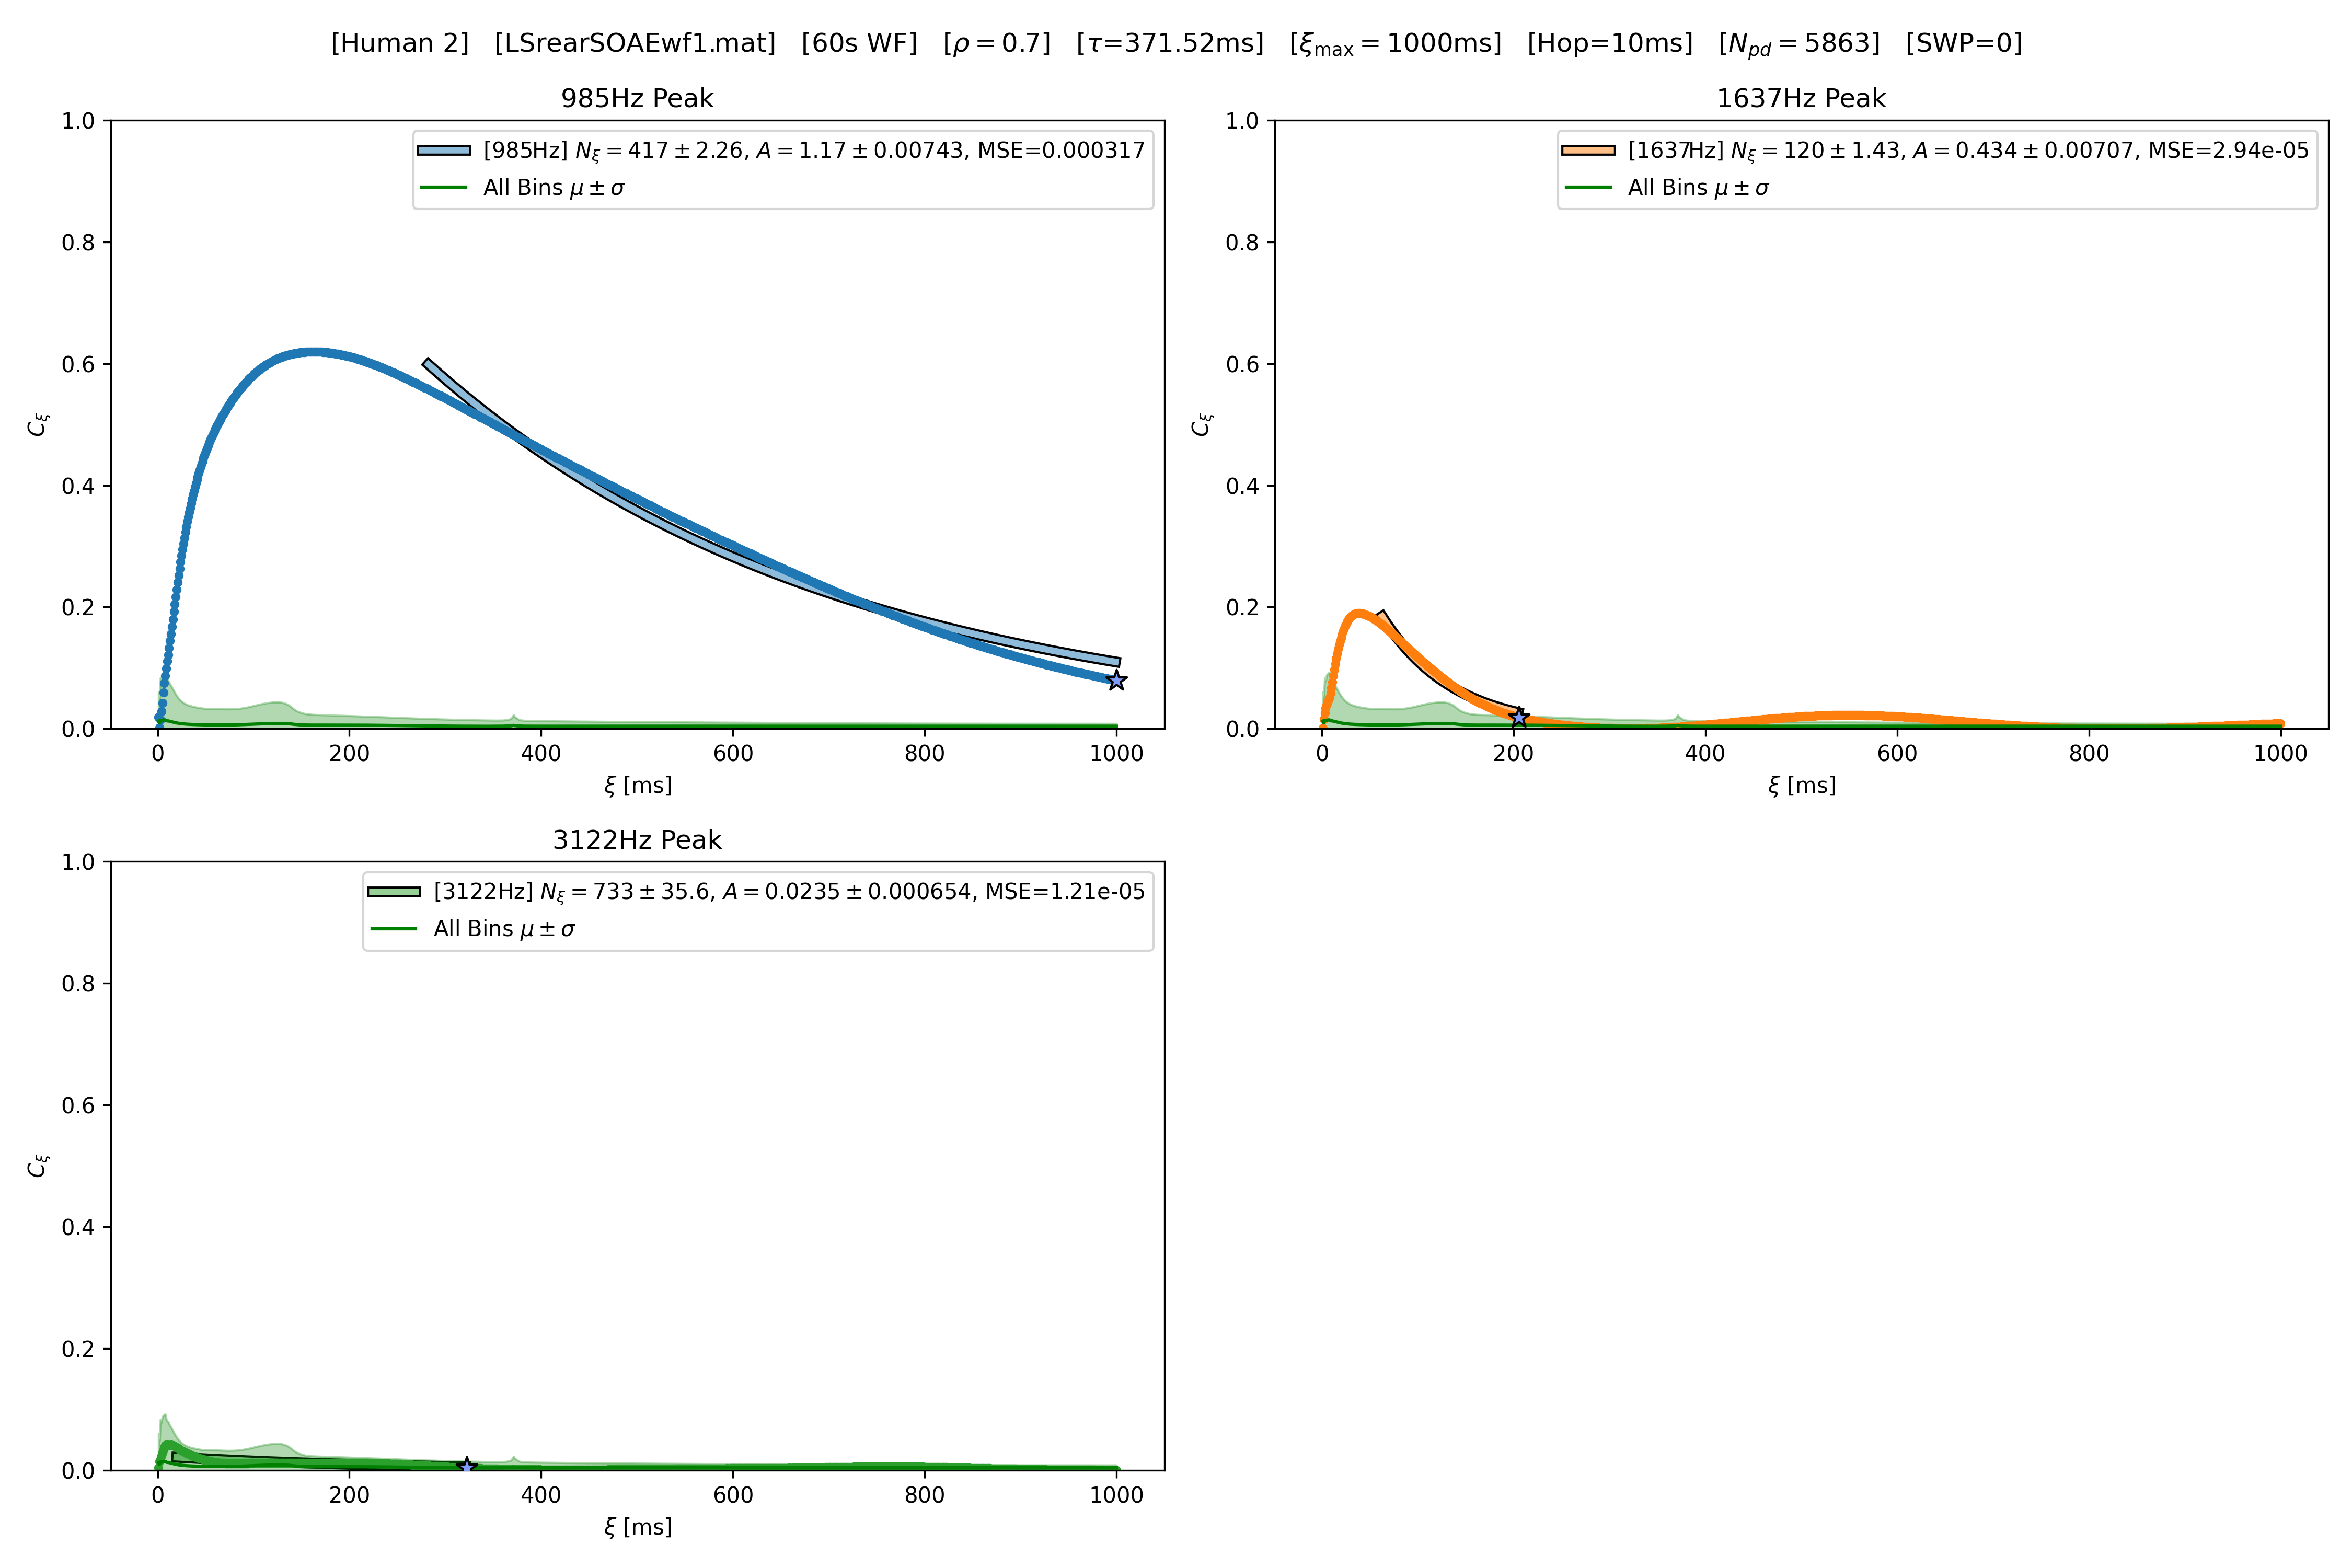 [Human 2] [LSrearSOAEwf1.mat] [60s WF] [ρ = 0.7] [τ=371.52ms] [ξmax = 1000ms] [Hop=10ms] [Npd = 5863] [SWP=0]
985Hz Peak
[985Hz] Nξ = 417 ± 2.26, A = 1.17 ± 0.00743, MSE=0.000317
All Bins μ ± σ
1.0
0.8
0.6
0.4
0.2
0.0
Cξ
0 200 400 600 800 1000
ξ [ms]
1637Hz Peak
[1637Hz] Nξ = 120 ± 1.43, A = 0.434 ± 0.00707, MSE=2.94e-05
All Bins μ ± σ
1.0
0.8
0.6
0.4
0.2
0.0
Cξ
0 200 400 600 800 1000
ξ [ms]
3122Hz Peak
[3122Hz] Nξ = 733 ± 35.6, A = 0.0235 ± 0.000654, MSE=1.21e-05
All Bins μ ± σ
1.0
0.8
0.6
0.4
0.2
0.0
Cξ
0 200 400 600 800 1000
ξ [ms]